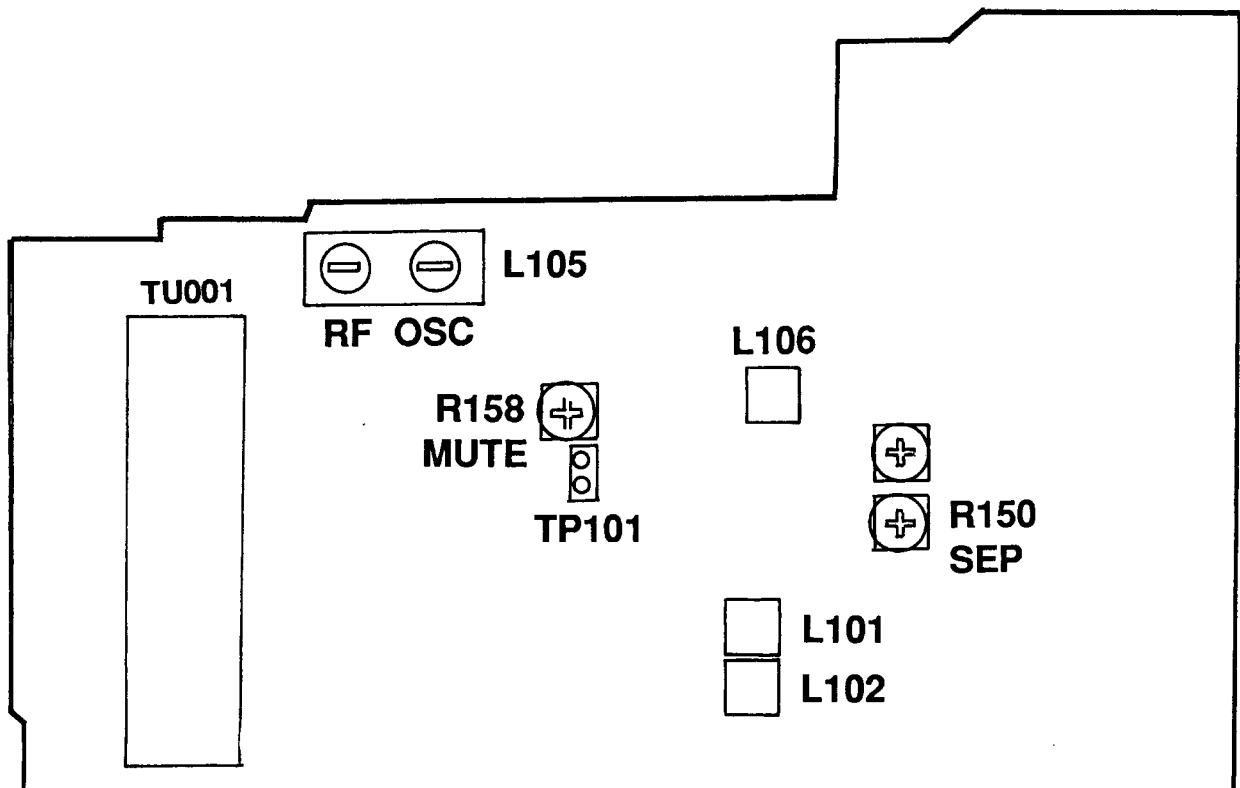 L105
TU001
RF OSC
L106
R158
MUTE
TP101
R150
SEP
L101
L102